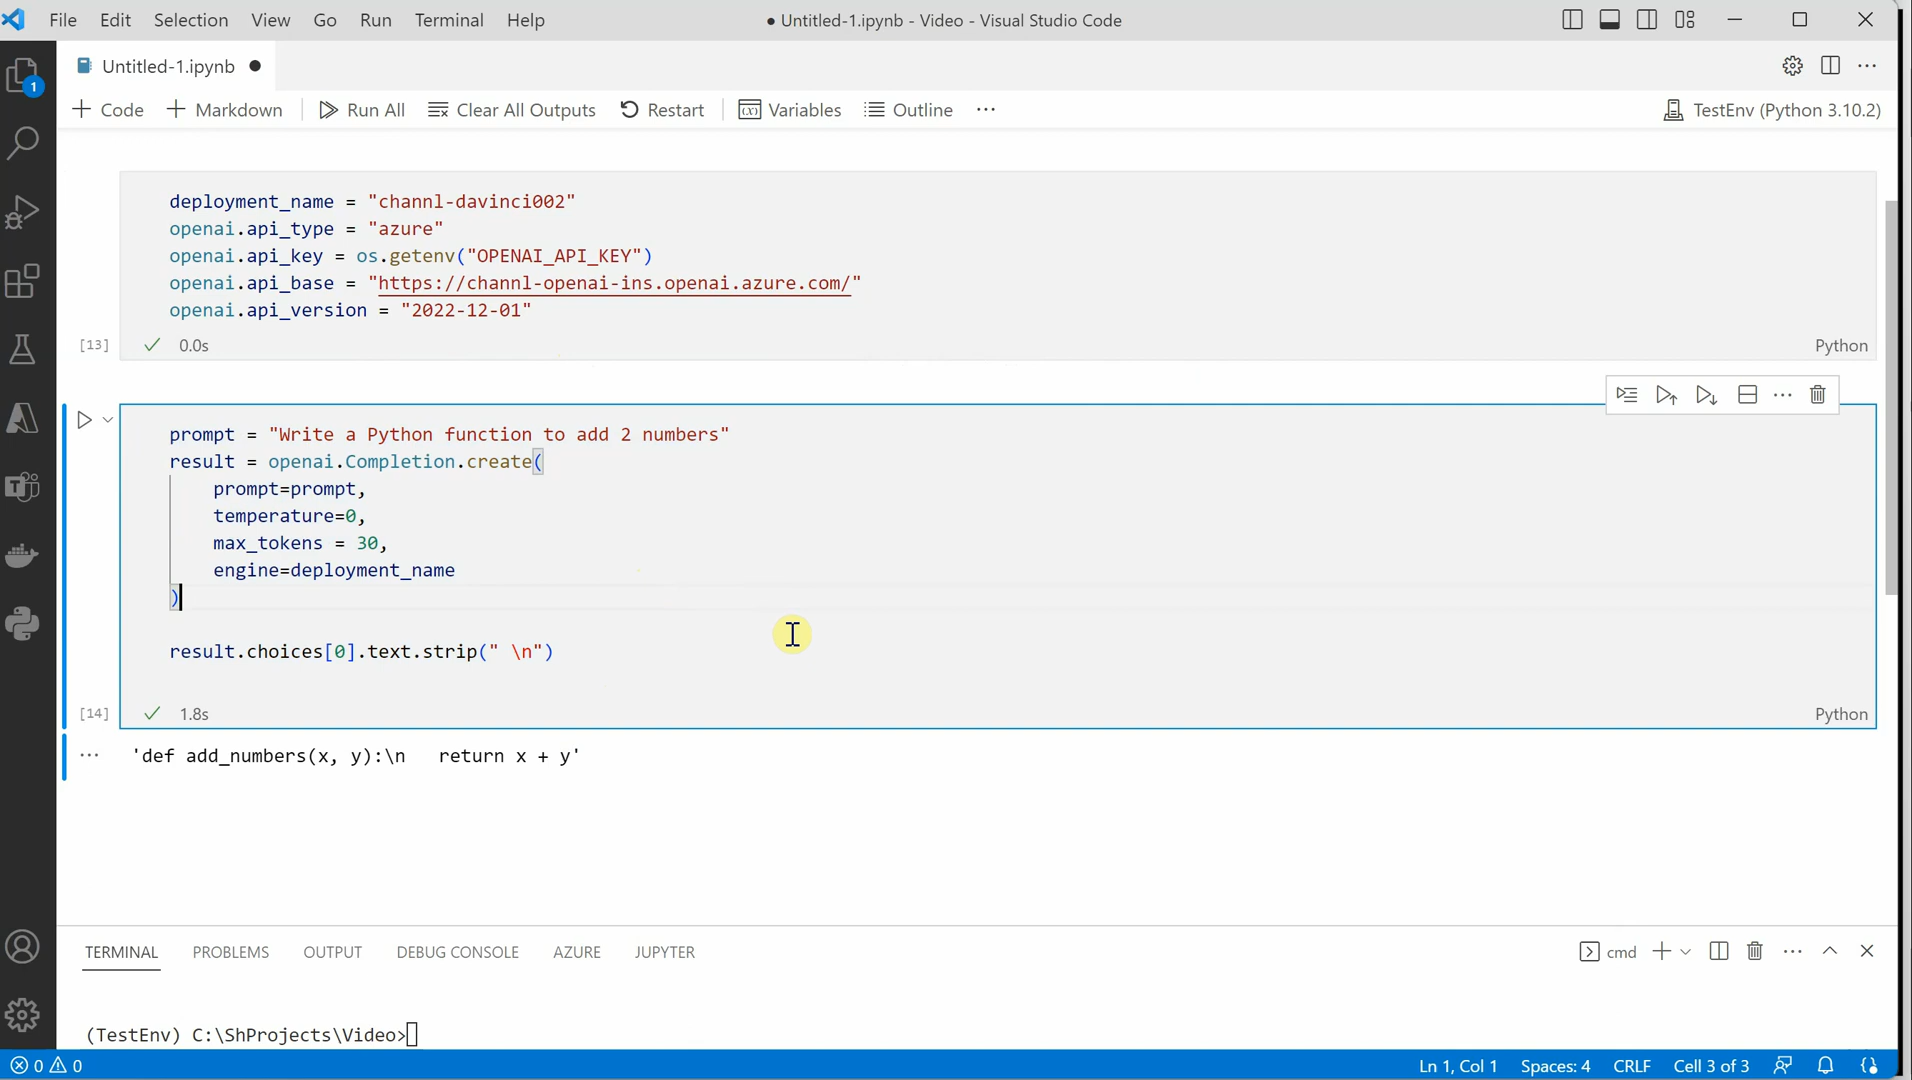 File Edit Selection View Go Run Terminal Help
● Untitled-1.ipynb - Video - Visual Studio Code
Untitled-1.ipynb ●
1
+ Code + Markdown Run All Clear All Outputs Restart Variables Outline ...
TestEnv (Python 3.10.2)
deployment_name = "channl-davinci002"
openai.api_type = "azure"
openai.api_key = os.getenv("OPENAI_API_KEY")
openai.api_base = "https://channl-openai-ins.openai.azure.com/"
openai.api_version = "2022-12-01"
[13] ✓ 0.0s Python
prompt = "Write a Python function to add 2 numbers"
result = openai.Completion.create(
    prompt=prompt,
    temperature=0,
    max_tokens = 30,
    engine=deployment_name
)
result.choices[0].text.strip(" \n")
[14] ✓ 1.8s Python
... 'def add_numbers(x, y):\n   return x + y'
TERMINAL PROBLEMS OUTPUT DEBUG CONSOLE AZURE JUPYTER
cmd
(TestEnv) C:\ShProjects\Video>
0 0
Ln 1, Col 1 Spaces: 4 CRLF Cell 3 of 3